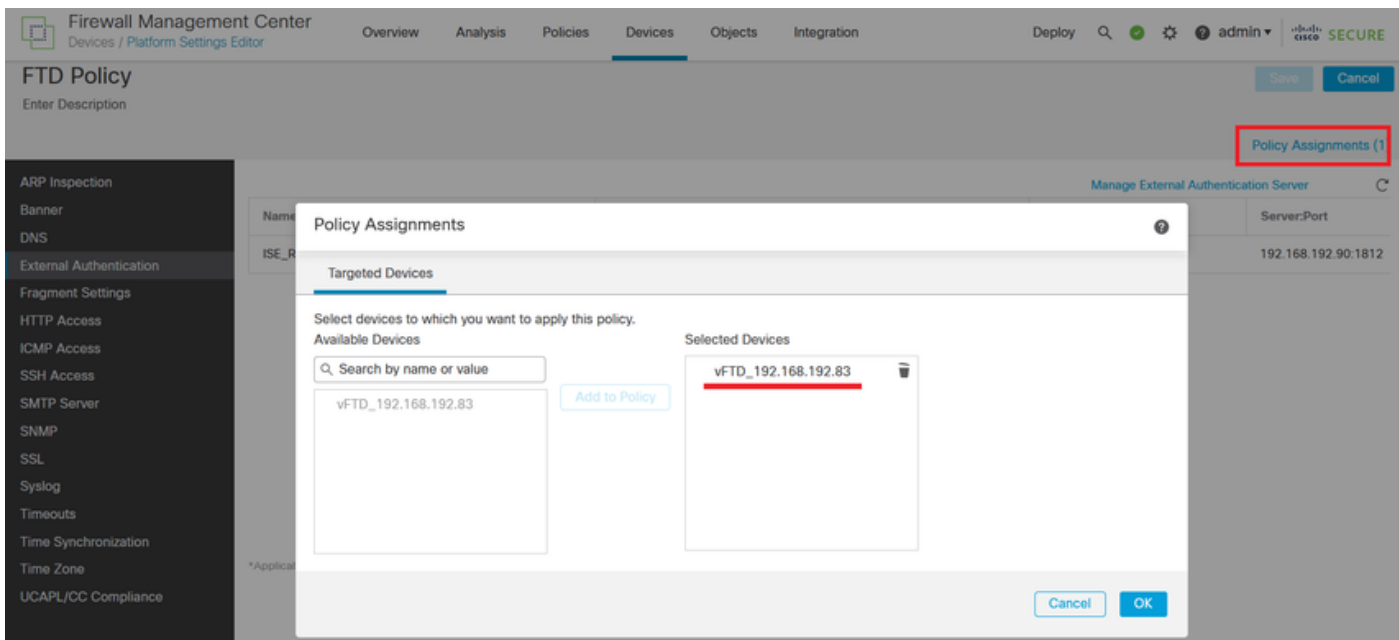 Firewall Management Center
Devices / Platform Settings Editor
Overview Analysis Policies Devices Objects Integration Deploy admin cisco SECURE
FTD Policy
Enter Description
Save Cancel
Policy Assignments (1
Manage External Authentication Server
ARP Inspection
Banner
DNS
External Authentication
Fragment Settings
HTTP Access
ICMP Access
SSH Access
SMTP Server
SNMP
SSL
Syslog
Timeouts
Time Synchronization
Time Zone
UCAPL/CC Compliance
Name Server:Port
ISE_R 192.168.192.90:1812
*Applicat
Policy Assignments
Targeted Devices
Select devices to which you want to apply this policy.
Available Devices Selected Devices
Search by name or value
vFTD_192.168.192.83
Add to Policy
vFTD_192.168.192.83
Cancel OK